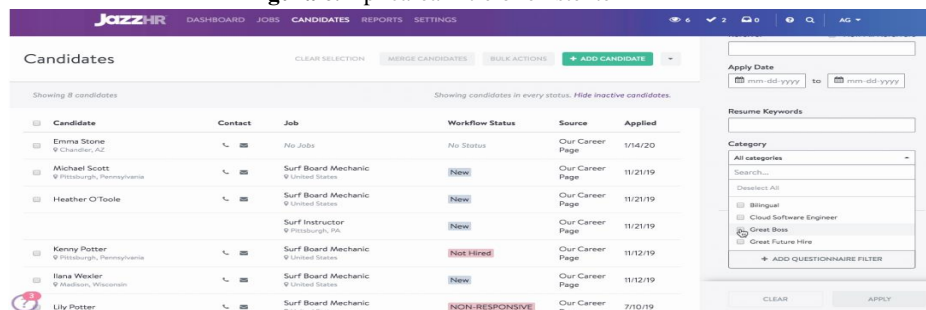 JAZZHR DASHBOARD JOBS CANDIDATES REPORTS SETTINGS 6 2 0 AG
Candidates CLEAR SELECTION MERGE CANDIDATES BULK ACTIONS + ADD CANDIDATE
Showing 8 candidates Showing candidates in every status. Hide inactive candidates.
Candidate Contact Job Workflow Status Source Applied
Emma Stone No Jobs No Status Our Career Page 1/14/20
Chandler, AZ
Michael Scott Surf Board Mechanic New Our Career Page 11/21/19
Pittsburgh, Pennsylvania United States
Heather O'Toole Surf Board Mechanic New Our Career Page 11/21/19
United States
Surf Instructor New Our Career Page 11/21/19
Pittsburgh, PA
Kenny Potter Surf Board Mechanic Not Hired Our Career Page 11/12/19
Pittsburgh, Pennsylvania United States
Ilana Wexler Surf Board Mechanic New Our Career Page 11/12/19
Madison, Wisconsin United States
3
Lily Potter Surf Board Mechanic NON-RESPONSIVE Our Career 7/10/19
Apply Date
mm-dd-yyyy to mm-dd-yyyy
Resume Keywords
Category
All categories
Search...
Deselect All
Bilingual
Cloud Software Engineer
Great Boss
Great Future Hire
+ ADD QUESTIONNAIRE FILTER
CLEAR APPLY